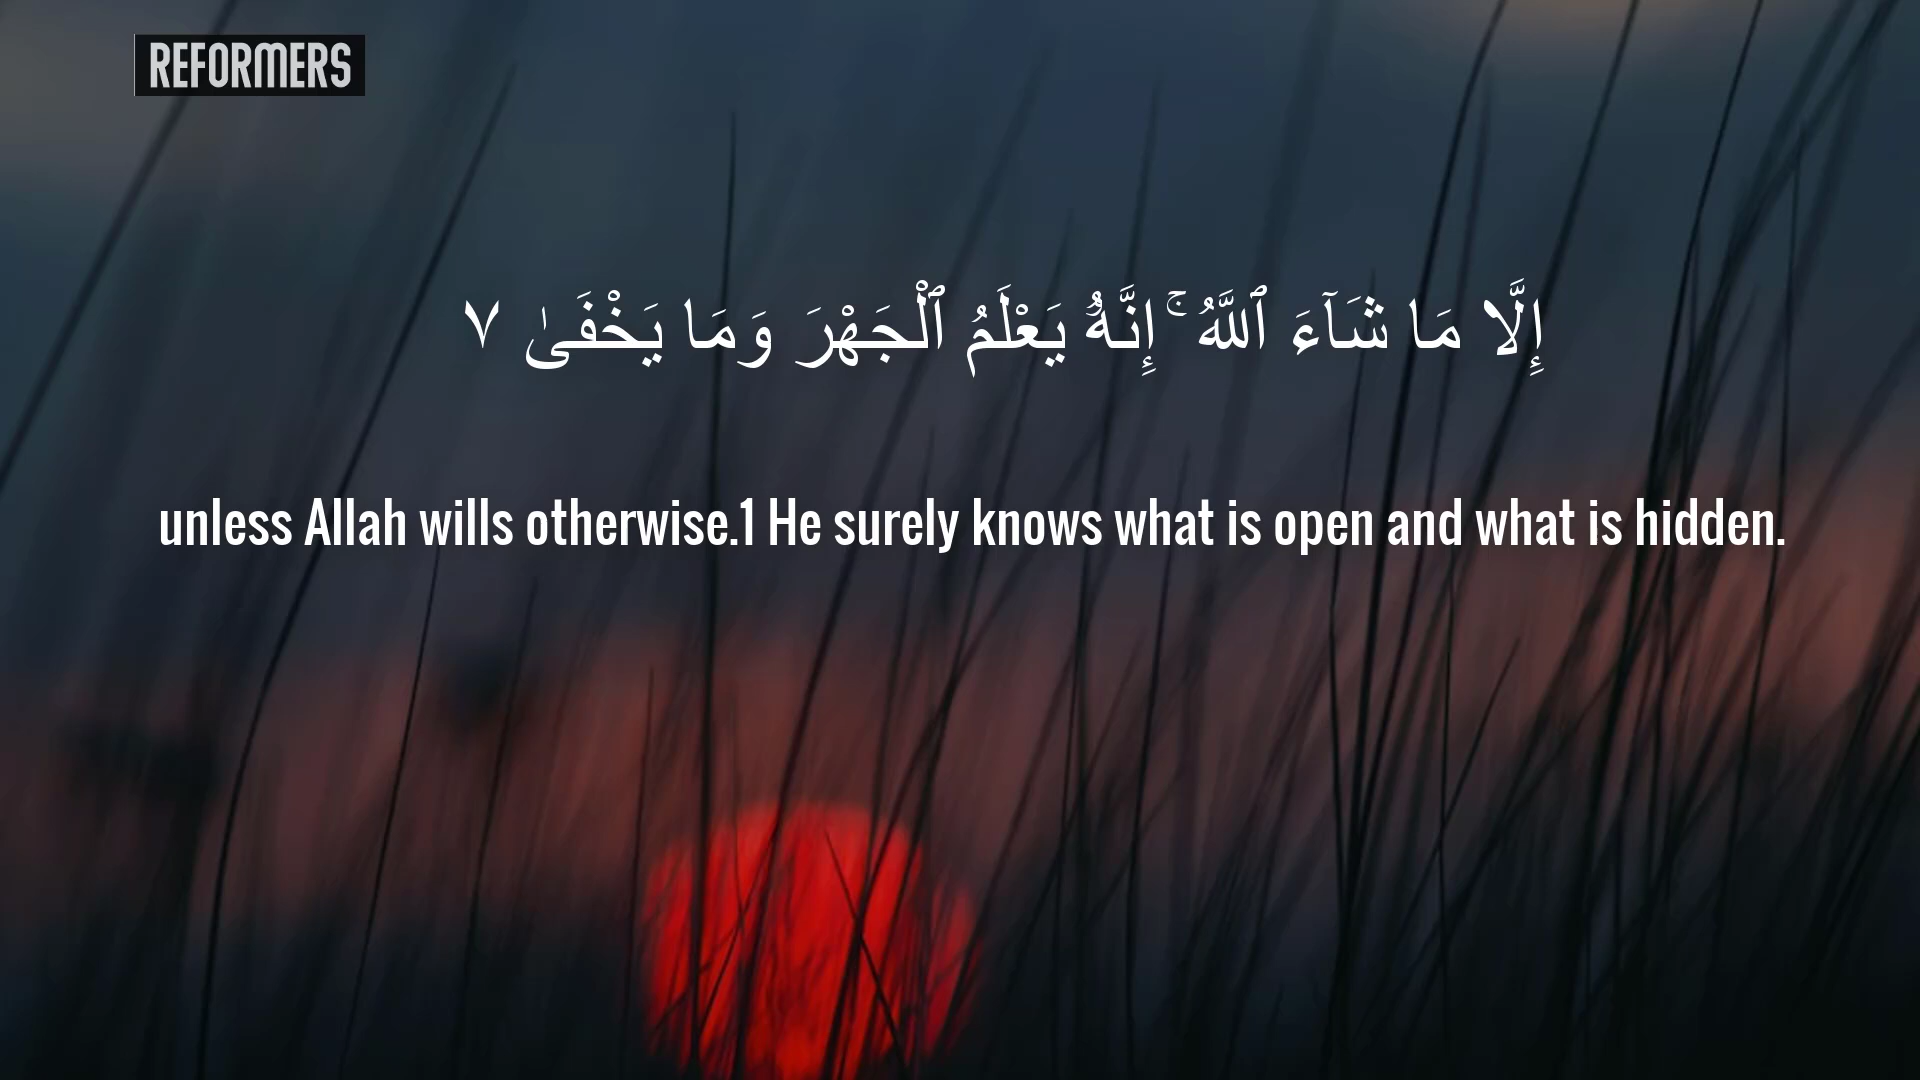 REFORMERS
إِلَّا مَا شَآءَ ٱللَّهُ ۚ إِنَّهُۥ يَعْلَمُ ٱلْجَهْرَ وَمَا يَخْفَىٰ ٧
unless Allah wills otherwise.1 He surely knows what is open and what is hidden.